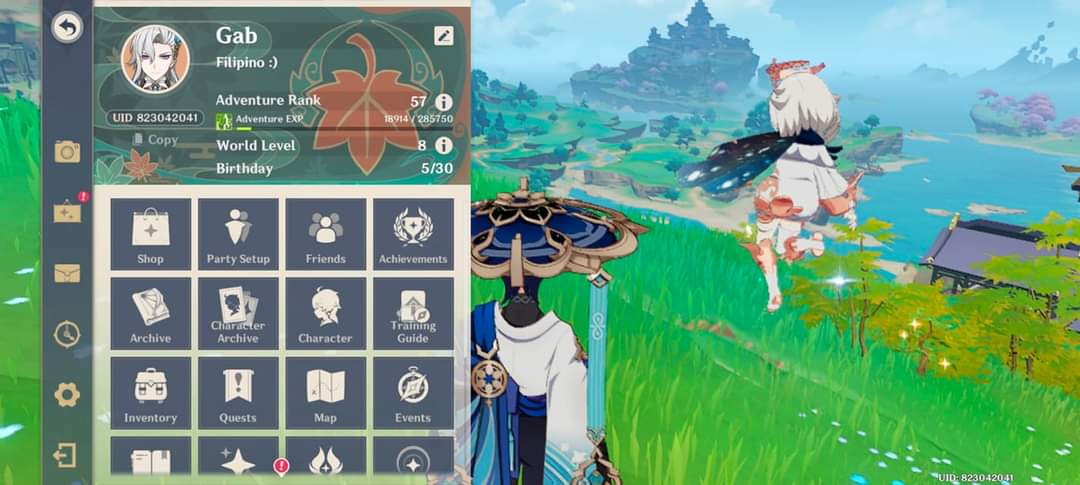 Gab
Filipino :)
UID 823042041
Copy
Adventure Rank 57
Adventure EXP 18914 / 285750
World Level 8
Birthday 5/30
Shop
Party Setup
Friends
Achievements
Archive
Character
Archive
Character
Training
Guide
Inventory
Quests
Map
Events
UID: 823042041